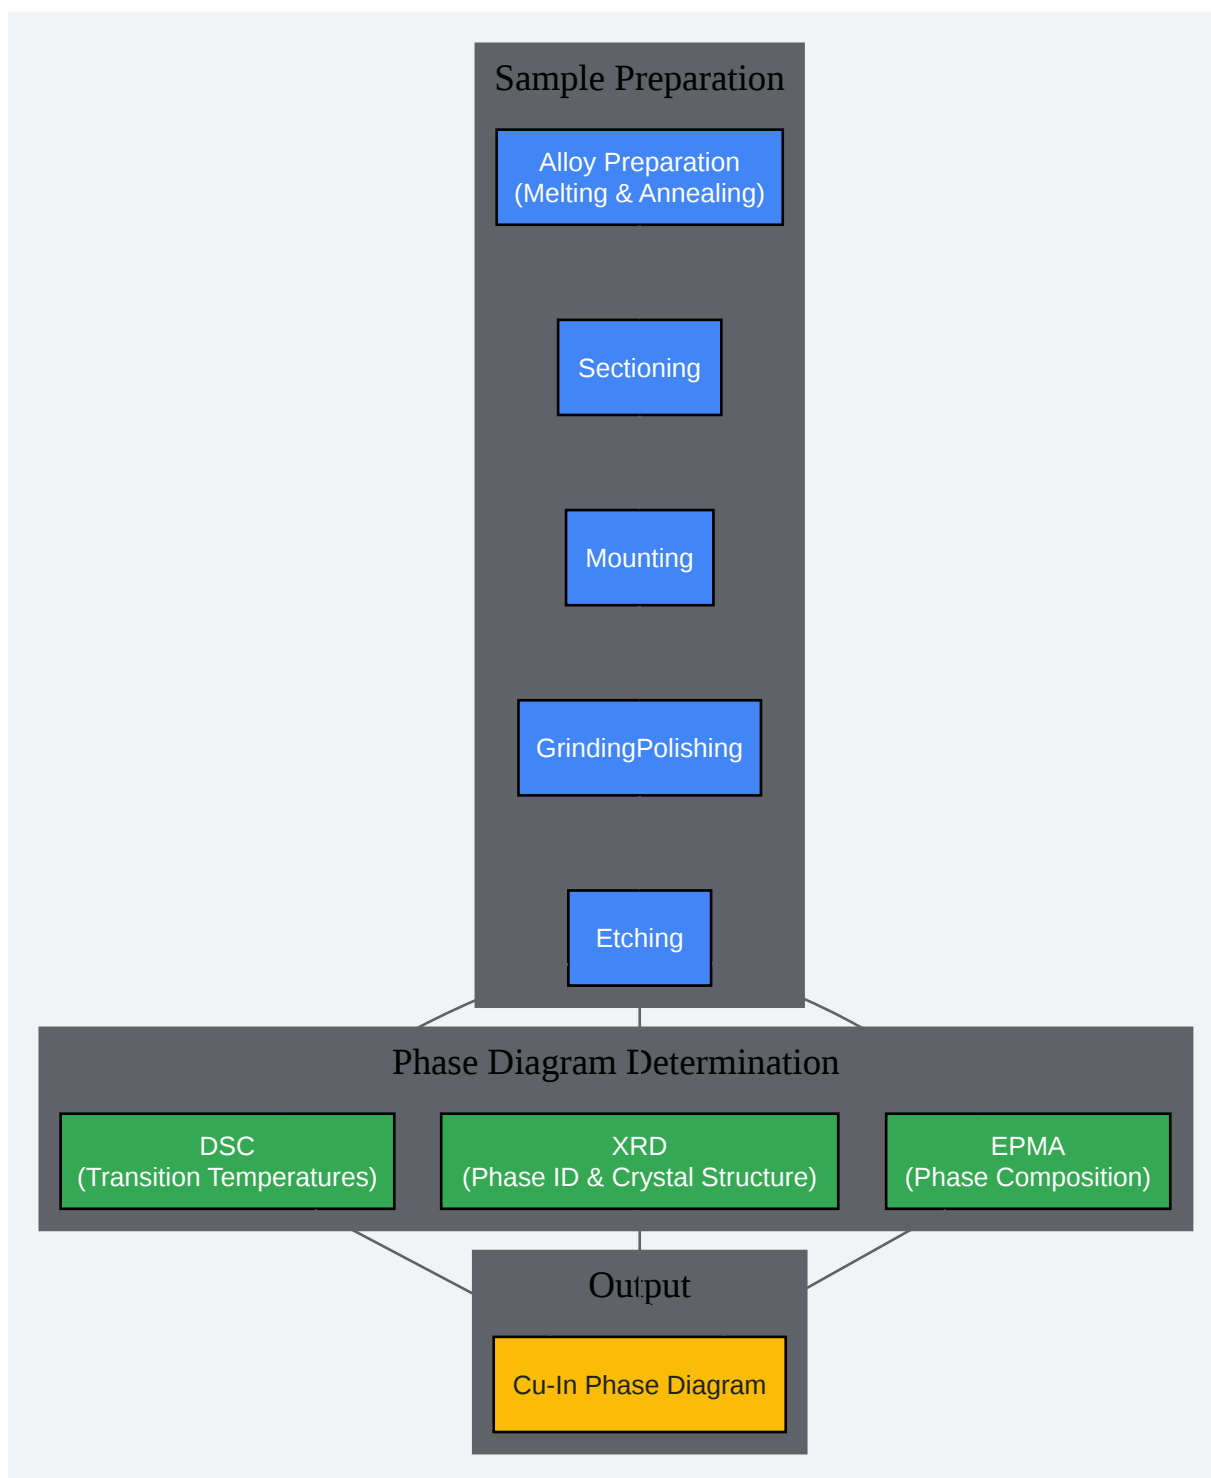 Sample Preparation
Alloy Preparation
(Melting & Annealing)
Sectioning
Mounting
GrindingPolishing
Etching
Phase Diagram Determination
DSC
(Transition Temperatures)
XRD
(Phase ID & Crystal Structure)
EPMA
(Phase Composition)
Output
Cu-In Phase Diagram